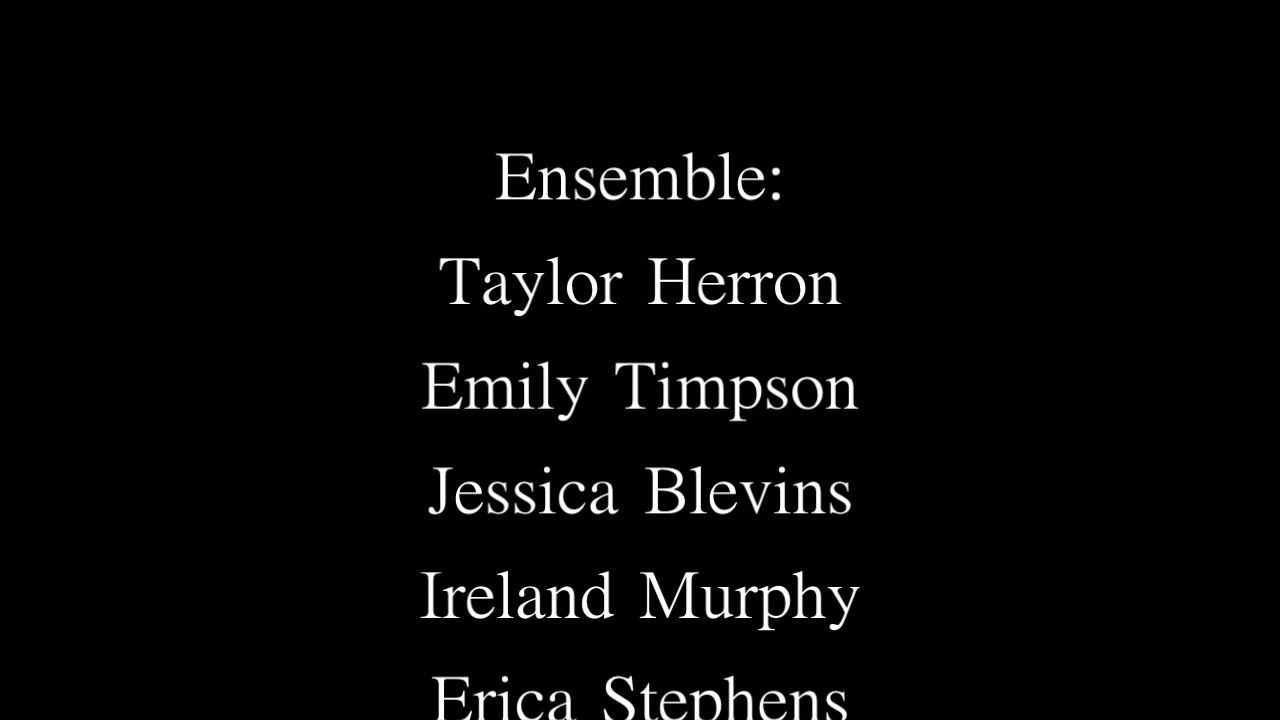 Ensemble:
Taylor Herron
Emily Timpson
Jessica Blevins
Ireland Murphy
Erica Stephens